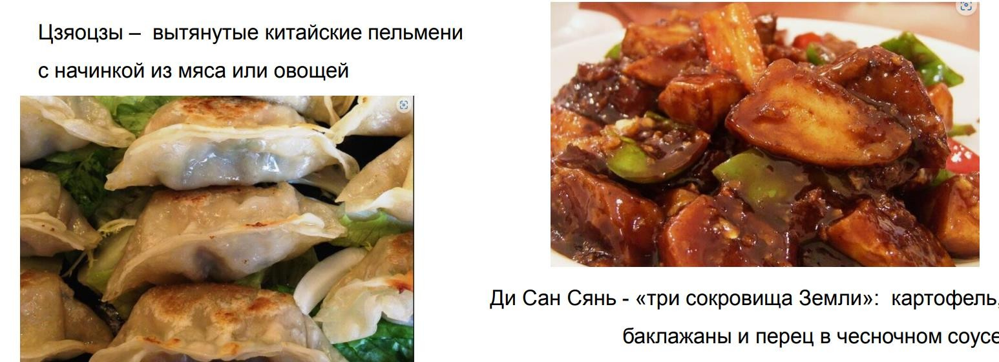 Цзяоцзы –  вытянутые китайские пельмени
с начинкой из мяса или овощей
Ди Сан Сянь - «три сокровища Земли»:  картофель,
баклажаны и перец в чесночном соусе